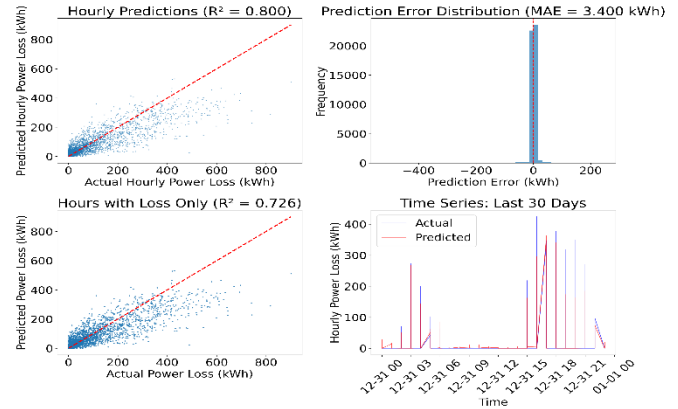 Hourly Predictions (R² = 0.800)
Predicted Hourly Power Loss (kWh)
800
600
400
200
0
0 200 400 600 800
Actual Hourly Power Loss (kWh)
Prediction Error Distribution (MAE = 3.400 kWh)
Frequency
20000
15000
10000
5000
0
−400 −200 0 200
Prediction Error (kWh)
Hours with Loss Only (R² = 0.726)
Predicted Power Loss (kWh)
800
600
400
200
0
0 200 400 600 800
Actual Power Loss (kWh)
Time Series: Last 30 Days
Actual
Predicted
Hourly Power Loss (kWh)
400
300
200
100
0
12-31 00 12-31 03 12-31 06 12-31 09 12-31 12 12-31 15 12-31 18 12-31 21 01-01 00
Time